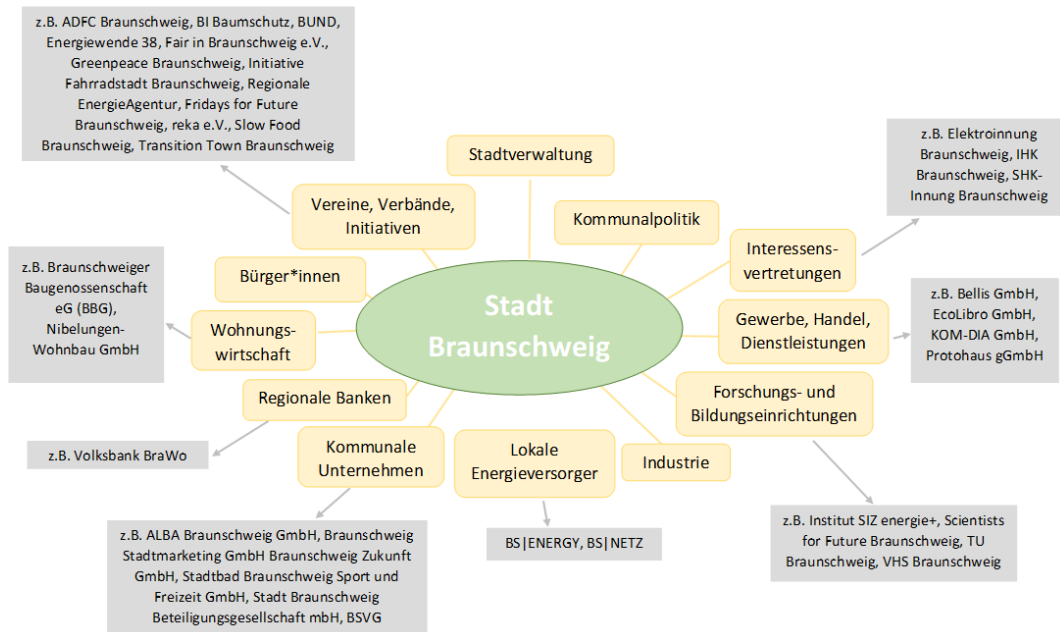 z.B. ADFC Braunschweig, BI Baumschutz, BUND,
Energiewende 38, Fair in Braunschweig e.V.,
Greenpeace Braunschweig, Initiative
Fahrradstadt Braunschweig, Regionale
EnergieAgentur, Fridays for Future
Braunschweig, reka e.V., Slow Food
Braunschweig, Transition Town Braunschweig
Stadtverwaltung
z.B. Elektroinnung
Braunschweig, IHK
Braunschweig, SHK-
Innung Braunschweig
Vereine, Verbände,
Initiativen
Kommunalpolitik
Interessens-
vertretungen
Bürger*innen
z.B. Braunschweiger
Baugenossenschaft
eG (BBG),
Nibelungen-
Wohnbau GmbH
Wohnungs-
wirtschaft
Stadt
Braunschweig
Gewerbe, Handel,
Dienstleistungen
z.B. Bellis GmbH,
EcoLibro GmbH,
KOM-DIA GmbH,
Protohaus gGmbH
Regionale Banken
Forschungs- und
Bildungseinrichtungen
z.B. Volksbank BraWo
Kommunale
Unternehmen
Lokale
Energieversorger
Industrie
z.B. ALBA Braunschweig GmbH, Braunschweig
Stadtmarketing GmbH Braunschweig Zukunft
GmbH, Stadtbad Braunschweig Sport und
Freizeit GmbH, Stadt Braunschweig
Beteiligungsgesellschaft mbH, BSVG
BS|ENERGY, BS|NETZ
z.B. Institut SIZ energie+, Scientists
for Future Braunschweig, TU
Braunschweig, VHS Braunschweig